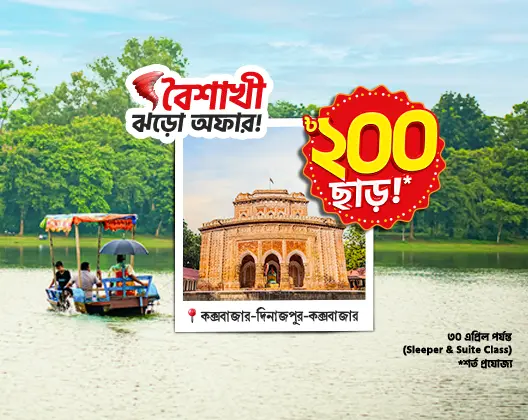 বৈশাখী
ঝড়ো অফার!
৳২০০
ছাড়!*
কক্সবাজার-দিনাজপুর-কক্সবাজার
৩০ এপ্রিল পর্যন্ত
(Sleeper & Suite Class)
*শর্ত প্রযোজ্য